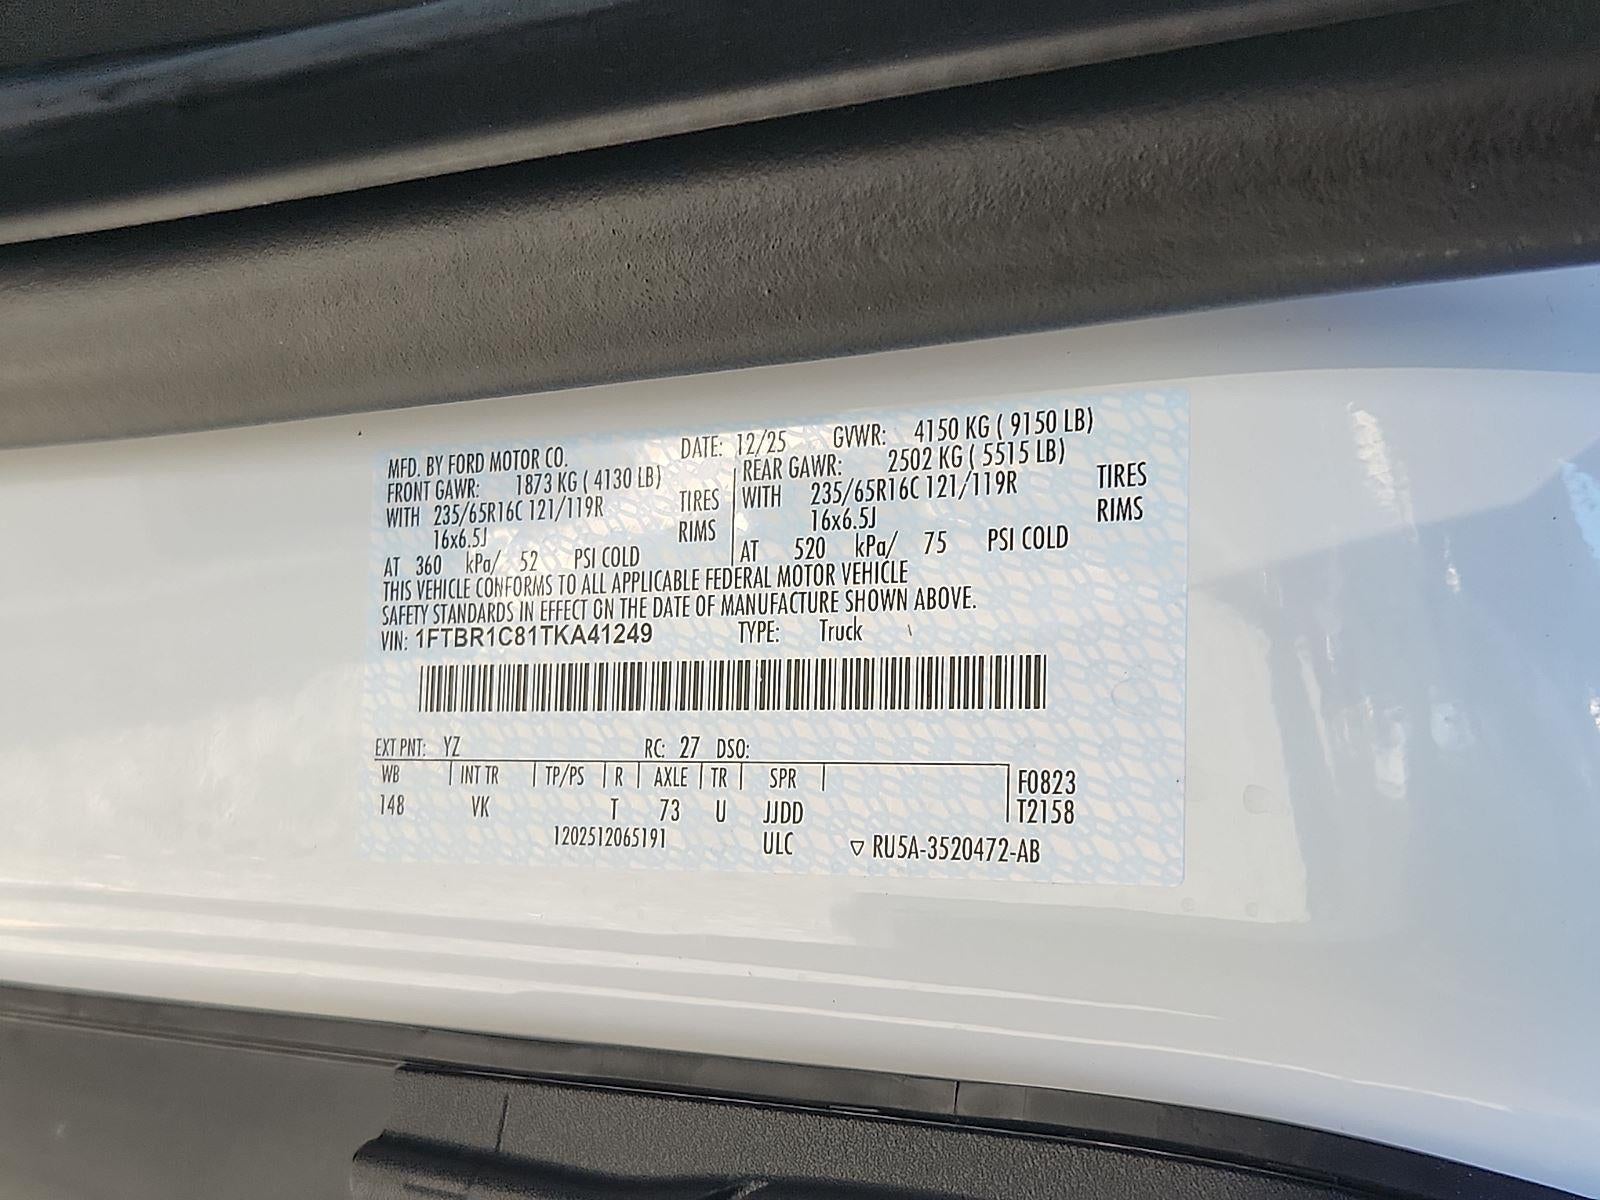 MFD. BY FORD MOTOR CO. DATE: 12/25 GVWR: 4150 KG ( 9150 LB)
FRONT GAWR: 1873 KG ( 4130 LB) REAR GAWR: 2502 KG ( 5515 LB)
WITH 235/65R16C 121/119R TIRES WITH 235/65R16C 121/119R TIRES
16x6.5J RIMS 16x6.5J RIMS
AT 360 kPa/ 52 PSI COLD AT 520 kPa/ 75 PSI COLD
THIS VEHICLE CONFORMS TO ALL APPLICABLE FEDERAL MOTOR VEHICLE
SAFETY STANDARDS IN EFFECT ON THE DATE OF MANUFACTURE SHOWN ABOVE.
VIN: 1FTBR1C81TKA41249 TYPE: Truck
EXT PNT: YZ RC: 27 DSO:
WB INT TR TP/PS R AXLE TR SPR F0823
148 VK T 73 U JJDD T2158
1202512065191 ULC ▽ RU5A-3520472-AB